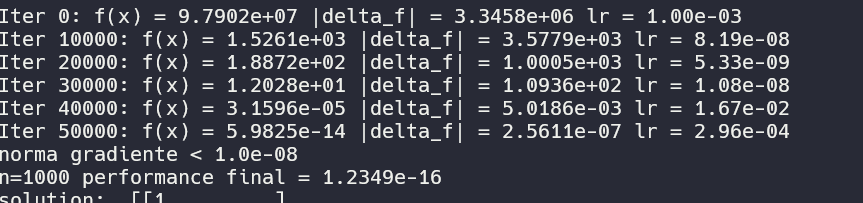 Iter 0: f(x) = 9.7902e+07 |delta_f| = 3.3458e+06 lr = 1.00e-03
Iter 10000: f(x) = 1.5261e+03 |delta_f| = 3.5779e+03 lr = 8.19e-08
Iter 20000: f(x) = 1.8872e+02 |delta_f| = 1.0005e+03 lr = 5.33e-09
Iter 30000: f(x) = 1.2028e+01 |delta_f| = 1.0936e+02 lr = 1.08e-08
Iter 40000: f(x) = 3.1596e-05 |delta_f| = 5.0186e-03 lr = 1.67e-02
Iter 50000: f(x) = 5.9825e-14 |delta_f| = 2.5611e-07 lr = 2.96e-04
norma gradiente < 1.0e-08
n=1000 performance final = 1.2349e-16
solution: [[1. ]